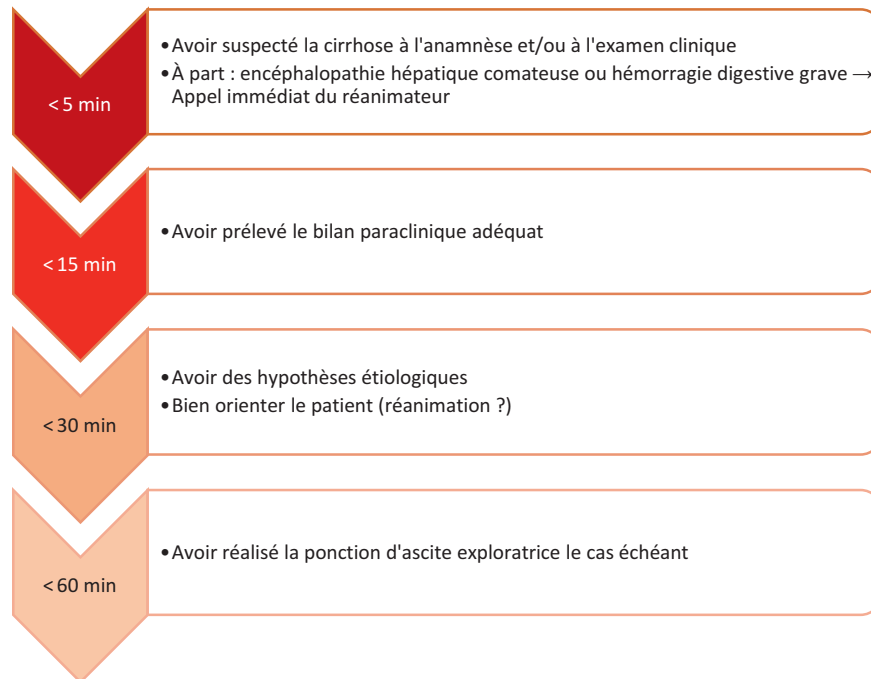 < 5 min
•Avoir suspecté la cirrhose à l'anamnèse et/ou à l'examen clinique
•À part : encéphalopathie hépatique comateuse ou hémorragie digestive grave →
Appel immédiat du réanimateur
< 15 min
•Avoir prélevé le bilan paraclinique adéquat
< 30 min
•Avoir des hypothèses étiologiques
•Bien orienter le patient (réanimation ?)
< 60 min
•Avoir réalisé la ponction d'ascite exploratrice le cas échéant